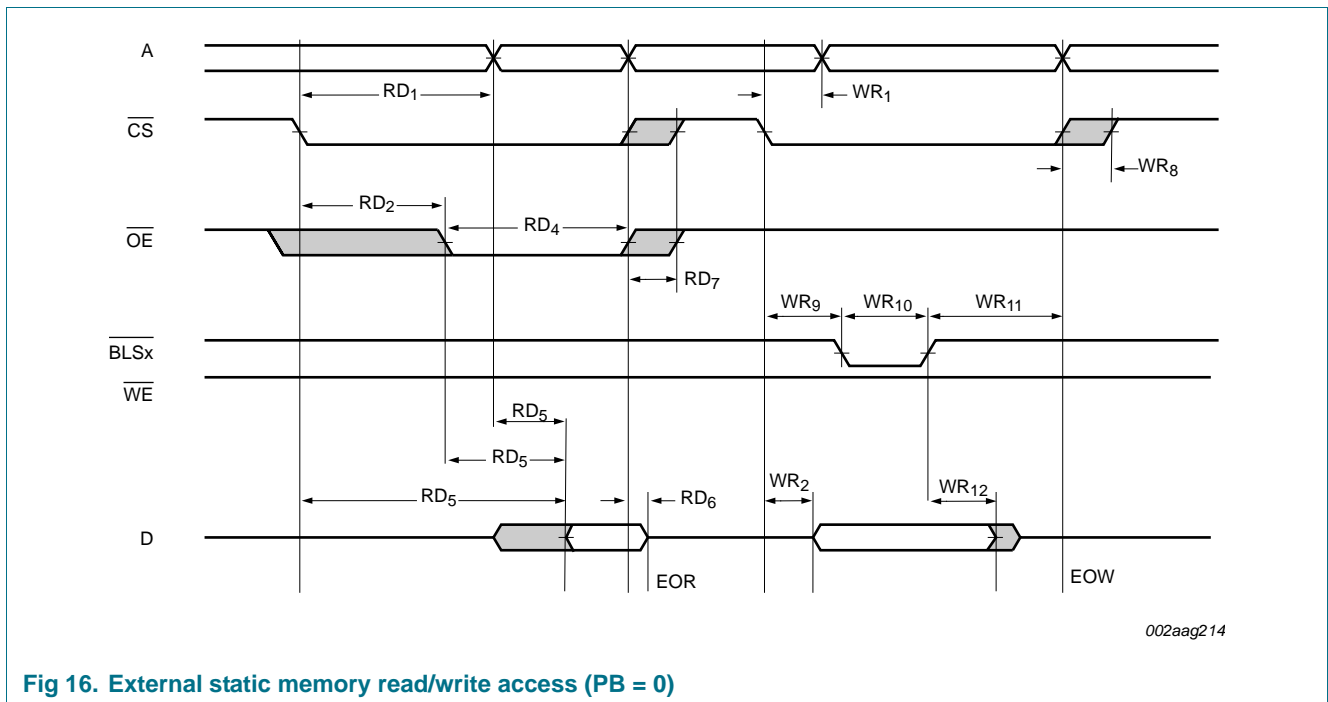 A
RD1
WR1
CS
WR8
RD2
RD4
OE
RD7
WR9 WR10 WR11
BLSx
WE
RD5
RD5
RD5 RD6 WR2 WR12
D
EOR EOW
002aag214
Fig 16. External static memory read/write access (PB = 0)